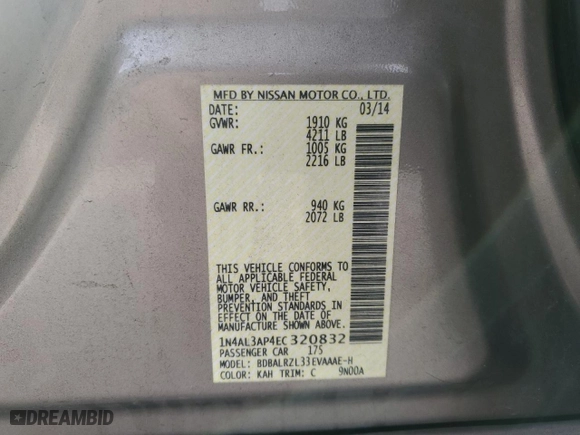 MFD BY NISSAN MOTOR CO., LTD.
DATE: 03/14
GVWR: 1910 KG
4211 LB
GAWR FR.: 1005 KG
2216 LB
GAWR RR.: 940 KG
2072 LB
THIS VEHICLE CONFORMS TO
ALL APPLICABLE FEDERAL
MOTOR VEHICLE SAFETY,
BUMPER, AND THEFT
PREVENTION STANDARDS IN
EFFECT ON THE DATE OF
MANUFACTURE SHOWN ABOVE.
1N4AL3AP4EC320832
PASSENGER CAR 175
MODEL: BDBALRZL33EVAAAE-H
COLOR: KAH TRIM: C 9N00A
DREAMBID